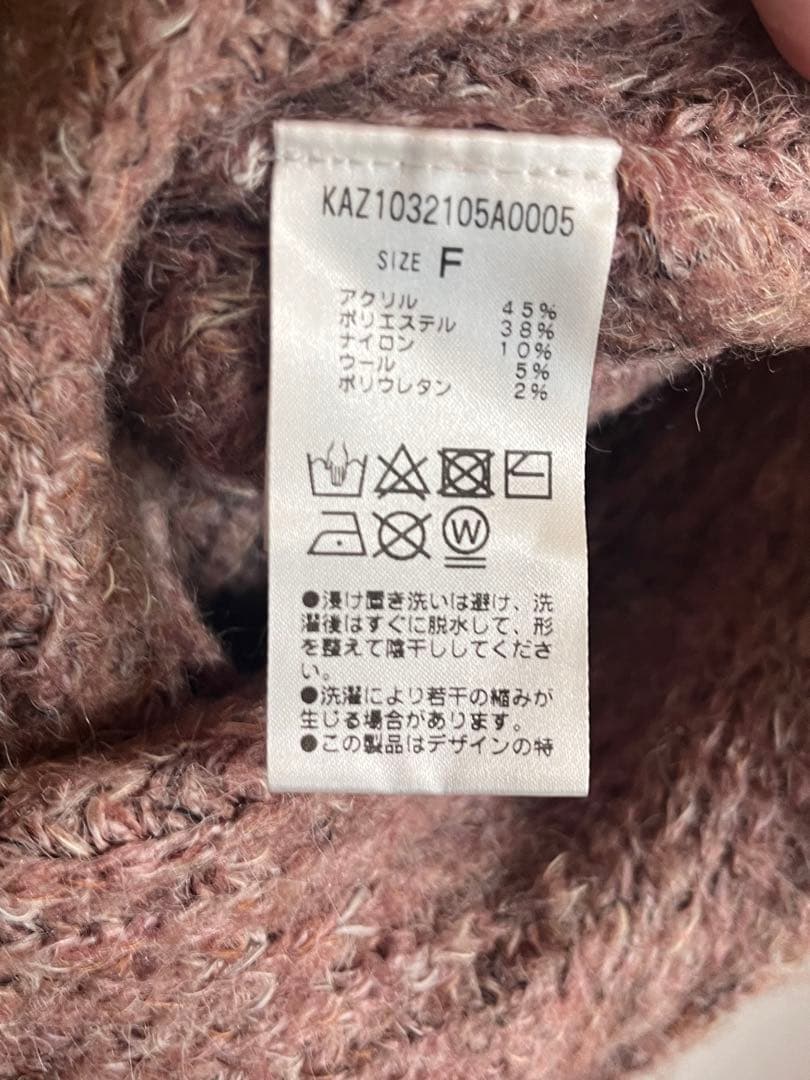 KAZ1032105A0005
SIZE F
アクリル 45%
ポリエステル 38%
ナイロン 10%
ウール 5%
ポリウレタン 2%
W
●浸け置き洗いは避け、洗
濯後はすぐに脱水して、形
を整えて陰干ししてくださ
い。
●洗濯により若干の縮みが
生じる場合があります。
●この製品はデザインの特